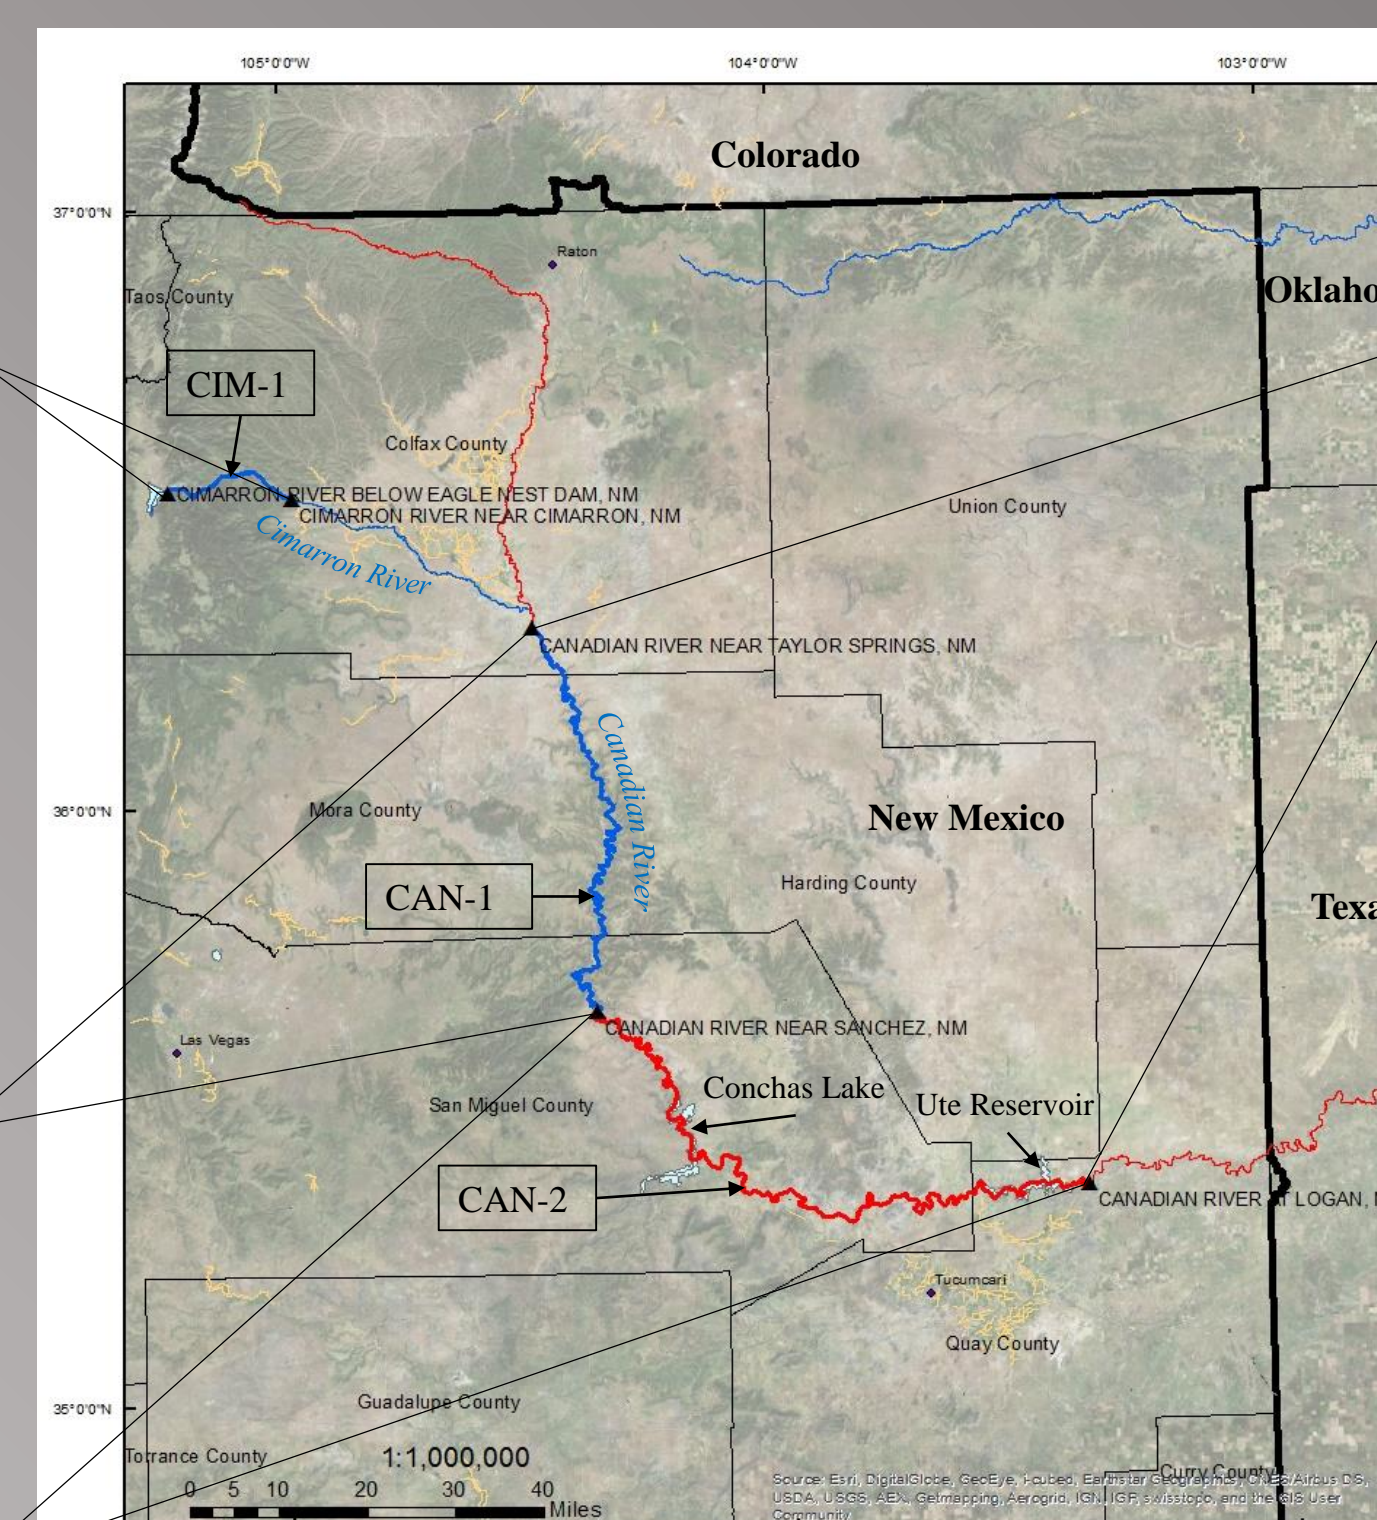 105°0'0"W
104°0'0"W
103°0'0"W
Colorado
37°0'0"N
Raton
Taos County
Oklaho
CIM-1
Colfax County
CIMARRON RIVER BELOW EAGLE NEST DAM, NM
CIMARRON RIVER NEAR CIMARRON, NM
Union County
Cimarron River
CANADIAN RIVER NEAR TAYLOR SPRINGS, NM
Canadian River
36°0'0"N
Mora County
New Mexico
Harding County
CAN-1
Texa
CANADIAN RIVER NEAR SANCHEZ, NM
Las Vegas
Conchas Lake
San Miguel County
Ute Reservoir
CAN-2
CANADIAN RIVER AT LOGAN,
Tucumcari
Quay County
35°0'0"N
Guadalupe County
Torrance County
1:1,000,000
Curry County
0 5 10 20 30 40
Miles
Source: Esri, DigitalGlobe, GeoEye, i-cubed, Earthstar Geographics, CNES/Airbus DS,
USDA, USGS, AEX, Getmapping, Aerogrid, IGN, IGP, swisstopo, and the GIS User
Community